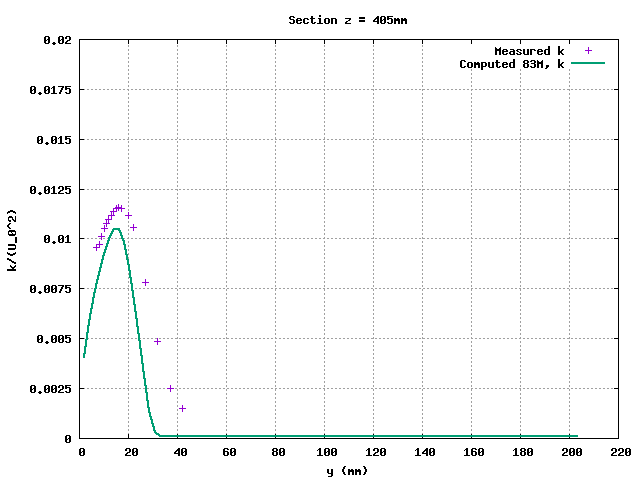 Section z = 405mm
Measured k
Computed 83M, k
0.02
0.0175
0.015
0.0125
0.01
0.0075
0.005
0.0025
0
k/(U_0^2)
0 20 40 60 80 100 120 140 160 180 200 220
y (mm)